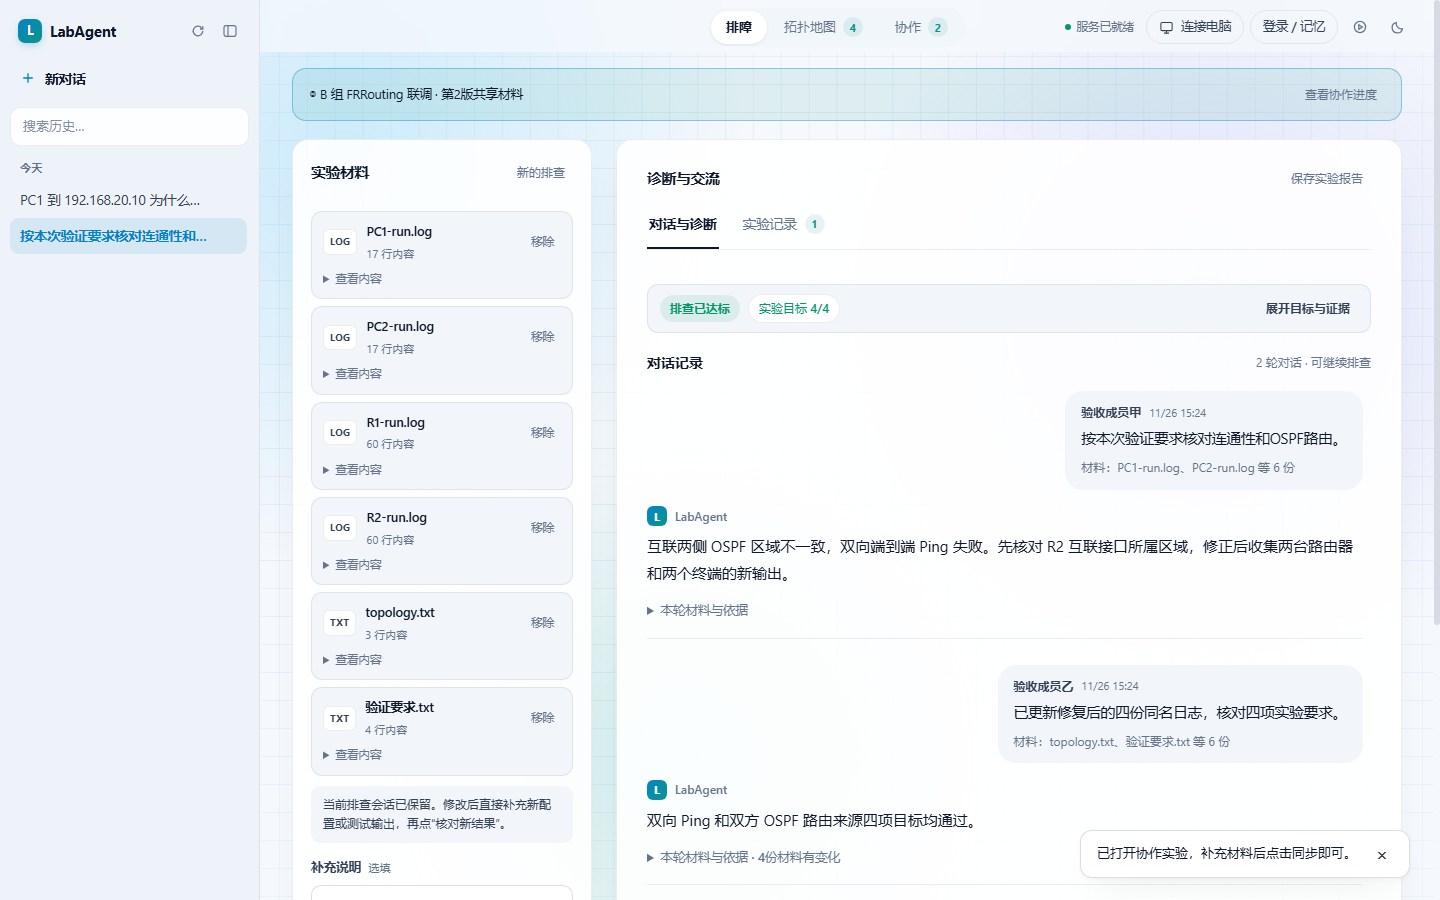 L LabAgent
新对话
搜索历史...
今天
PC1 到 192.168.20.10 为什么...
按本次验证要求核对连通性和...
排障
拓扑地图 4
协作 2
服务已就绪
连接电脑
登录 / 记忆
B 组 FRRouting 联调 · 第2版共享材料
查看协作进度
实验材料
新的排查
LOG
PC1-run.log
17 行内容
移除
查看内容
LOG
PC2-run.log
17 行内容
移除
查看内容
LOG
R1-run.log
60 行内容
移除
查看内容
LOG
R2-run.log
60 行内容
移除
查看内容
TXT
topology.txt
3 行内容
移除
查看内容
TXT
验证要求.txt
4 行内容
移除
查看内容
当前排查会话已保留。修改后直接补充新配
置或测试输出，再点“核对新结果”。
补充说明 选填
诊断与交流
保存实验报告
对话与诊断
实验记录 1
排查已达标
实验目标 4/4
展开目标与证据
对话记录
2 轮对话 · 可继续排查
验收成员甲 11/26 15:24
按本次验证要求核对连通性和OSPF路由。
材料：PC1-run.log、PC2-run.log 等 6 份
L LabAgent
互联两侧 OSPF 区域不一致，双向端到端 Ping 失败。先核对 R2 互联接口所属区域，修正后收集两台路由器
和两个终端的新输出。
本轮材料与依据
验收成员乙 11/26 15:24
已更新修复后的四份同名日志，核对四项实验要求。
材料：topology.txt、验证要求.txt 等 6 份
L LabAgent
双向 Ping 和双方 OSPF 路由来源四项目标均通过。
本轮材料与依据 · 4份材料有变化
已打开协作实验，补充材料后点击同步即可。 ×